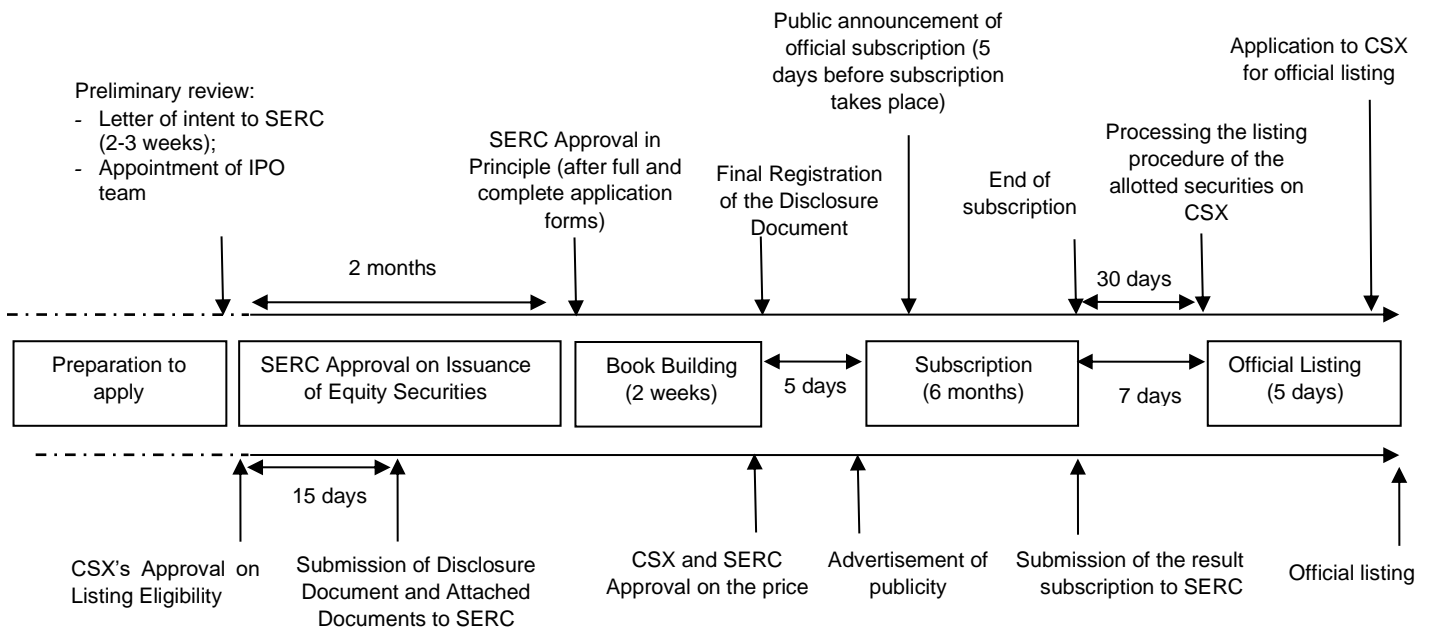 Public announcement of
official subscription (5
days before subscription
takes place)
Application to CSX
for official listing
Preliminary review:
- Letter of intent to SERC
(2-3 weeks);
- Appointment of IPO
team
SERC Approval in
Principle (after full and
complete application
forms)
Final Registration
of the Disclosure
Document
End of
subscription
Processing the listing
procedure of the
allotted securities on
CSX
2 months
30 days
Preparation to
apply
SERC Approval on Issuance
of Equity Securities
Book Building
(2 weeks)
5 days
Subscription
(6 months)
7 days
Official Listing
(5 days)
15 days
CSX's Approval on
Listing Eligibility
Submission of Disclosure
Document and Attached
Documents to SERC
CSX and SERC
Approval on the price
Advertisement of
publicity
Submission of the result
subscription to SERC
Official listing